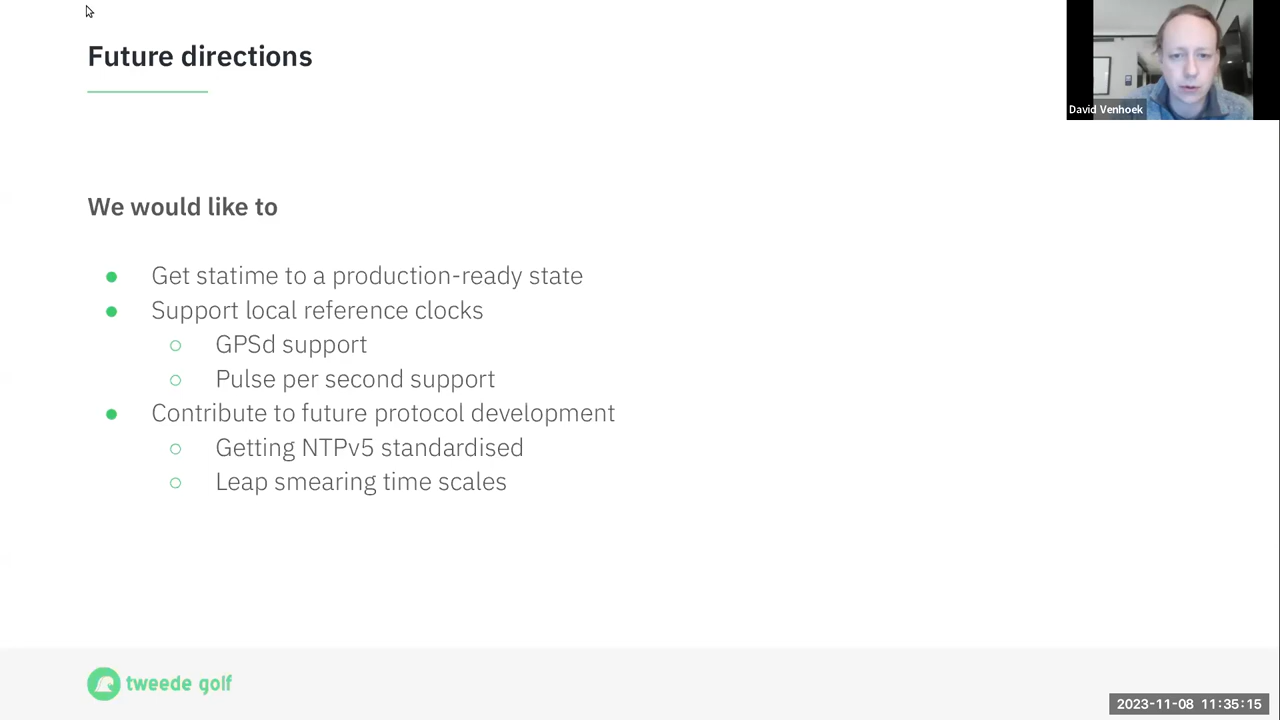 Future directions
David Venhoek
We would like to
Get statime to a production-ready state
Support local reference clocks
GPSd support
Pulse per second support
Contribute to future protocol development
Getting NTPv5 standardised
Leap smearing time scales
tweede golf
2023-11-08 11:35:15